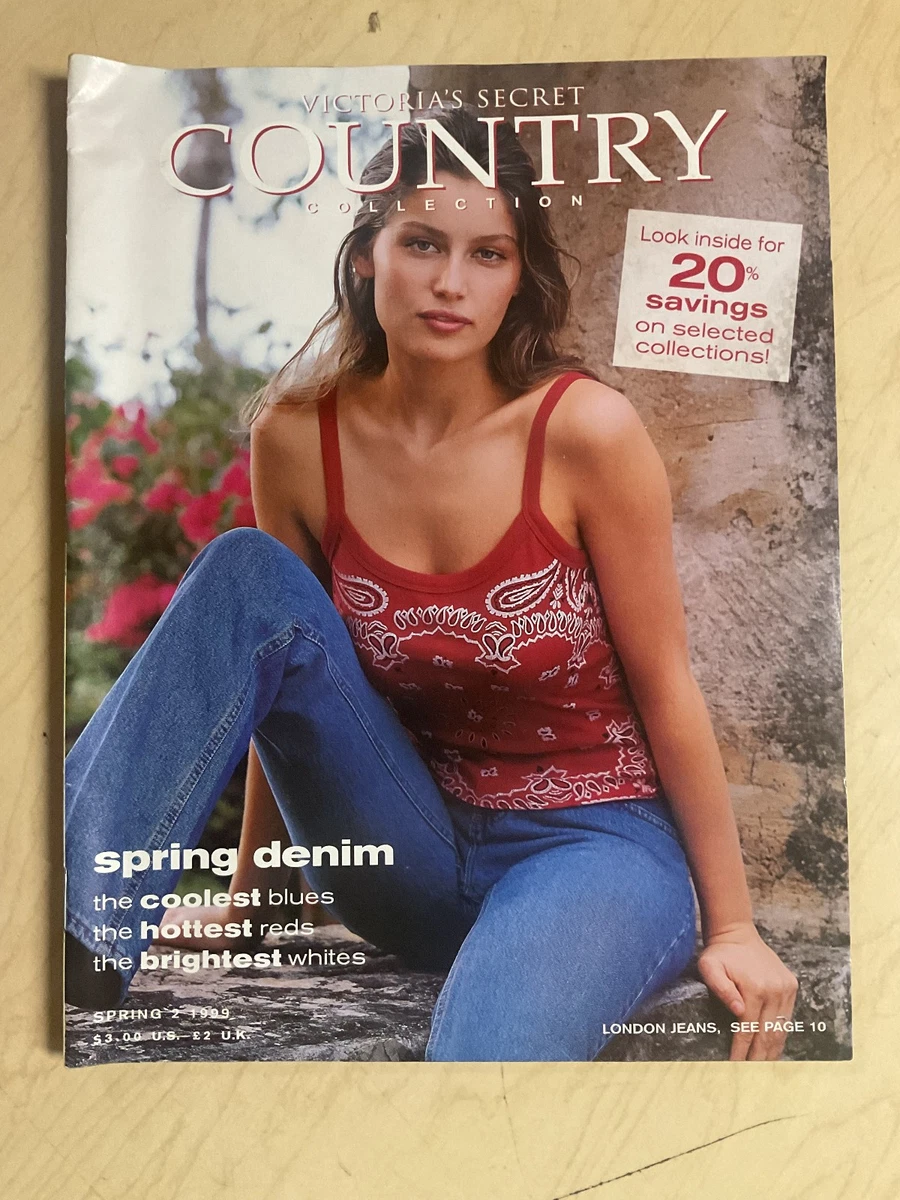 VICTORIA'S SECRET
COUNTRY
COLLECTION
Look inside for
20%
savings
on selected
collections!
spring denim
the coolest blues
the hottest reds
the brightest whites
SPRING 2 1999
$3.00 U.S. £2 U.K.
LONDON JEANS, SEE PAGE 10